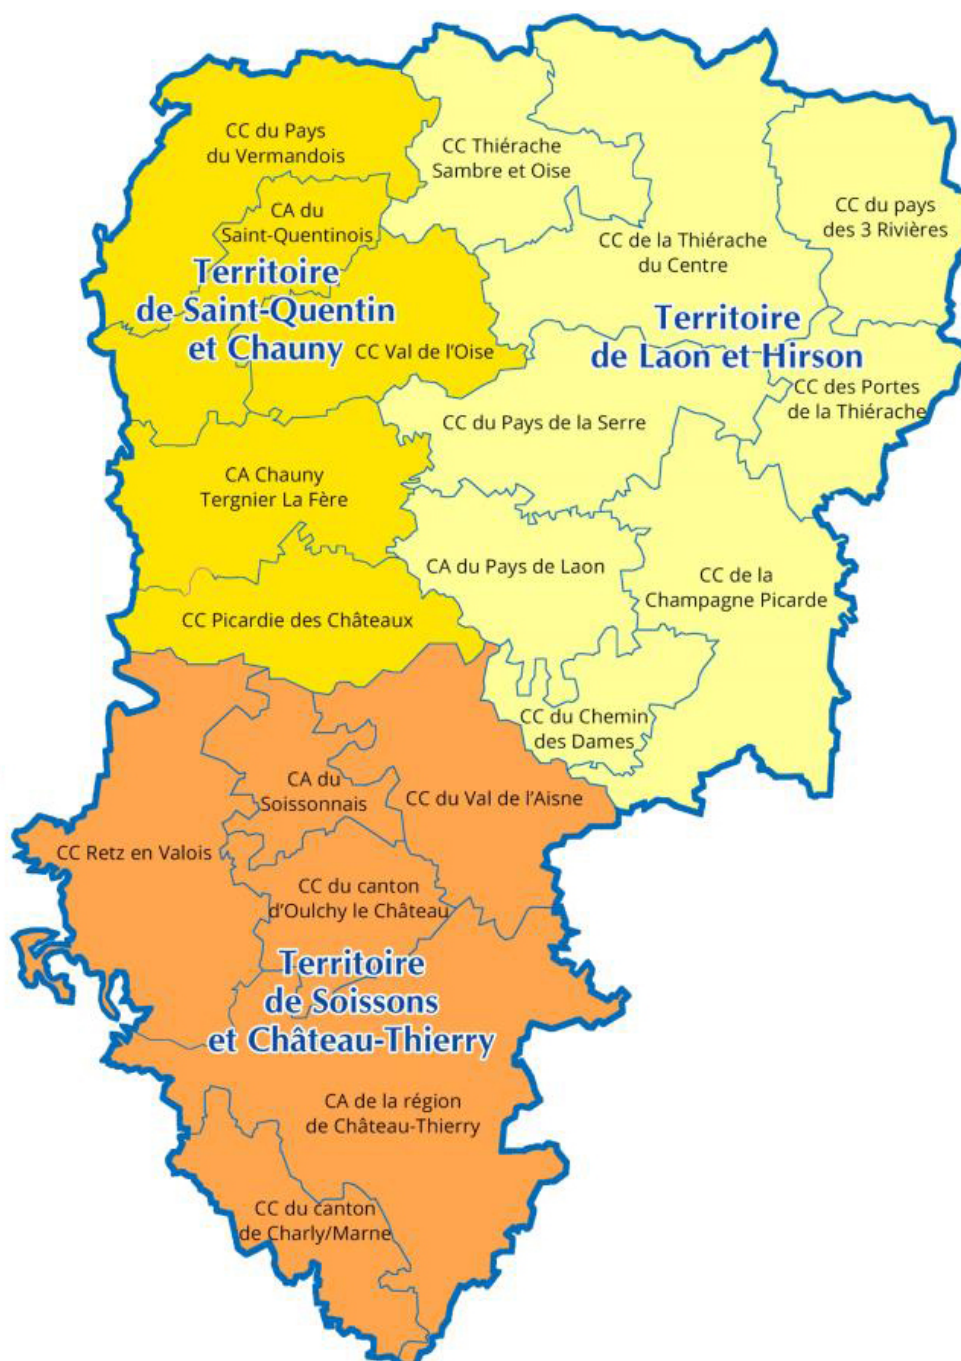 CC du Pays
du Vermandois
CC Thiérache
Sambre et Oise
CC du pays
des 3 Rivières
CA du
Saint-Quentinois
CC de la Thiérache
du Centre
Territoire
de Saint-Quentin
et Chauny
Territoire
de Laon et Hirson
CC Val de l’Oise
CC des Portes
de la Thiérache
CC du Pays de la Serre
CA Chauny
Tergnier La Fère
CA du Pays de Laon
CC de la
Champagne Picarde
CC Picardie des Châteaux
CC du Chemin
des Dames
CA du
Soissonnais
CC du Val de l’Aisne
CC Retz en Valois
CC du canton
d’Oulchy le Château
Territoire
de Soissons
et Château-Thierry
CA de la région
de Château-Thierry
CC du canton
de Charly/Marne